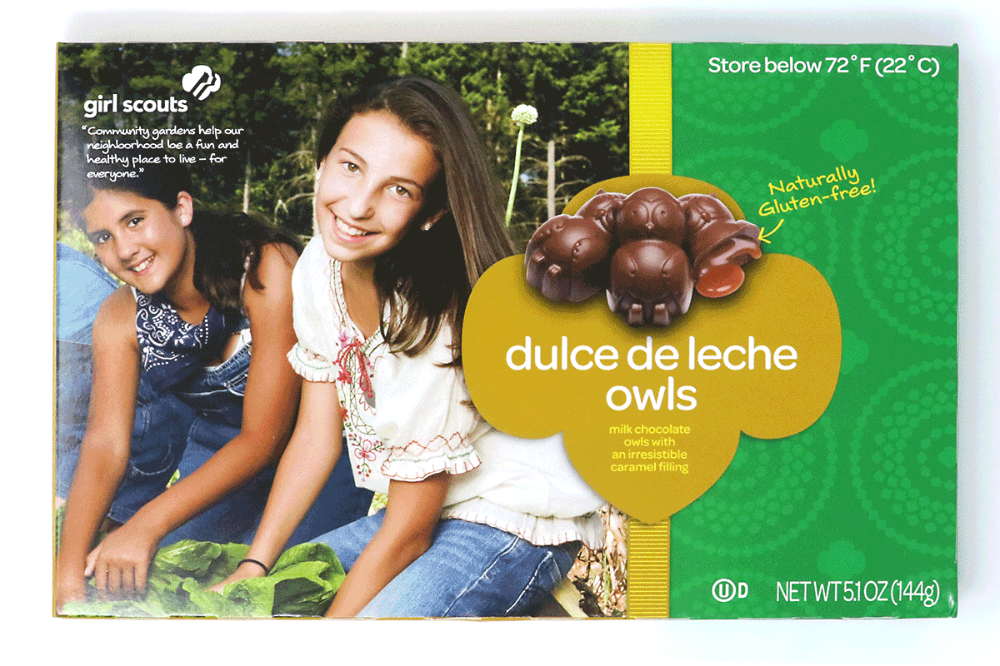 girl scouts
“Community gardens help our
neighborhood be a fun and
healthy place to live – for
everyone.”
Store below 72°F (22°C)
Naturally
Gluten-free!
dulce de leche
owls
milk chocolate
owls with
an irresistible
caramel filling
U D
NET WT 5.1 OZ (144g)